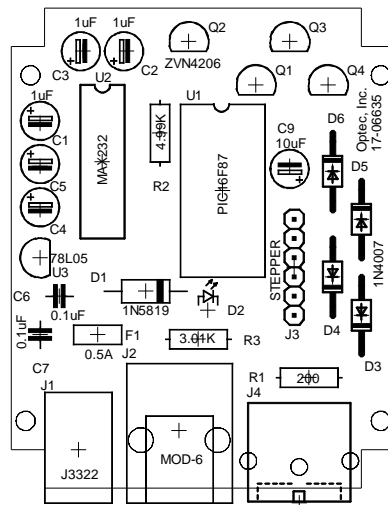 1uF 1uF
Q2 Q3
C3 U2 C2
ZVN4206
1uF
U1
Q1 Q4
4.99K
MAX232
PIC16F87
C9
10uF
D6
Optec, Inc.
17-06635
C1
C5
R2
D5
C4
78L05
U3
STEPPER
1N4007
D1
C6
0.1uF
1N5819
D2
J3
D4
D3
0.1uF
F1
0.5A
3.01K
R3
J2
C7
R1
200
J1
J4
J3322
MOD-6